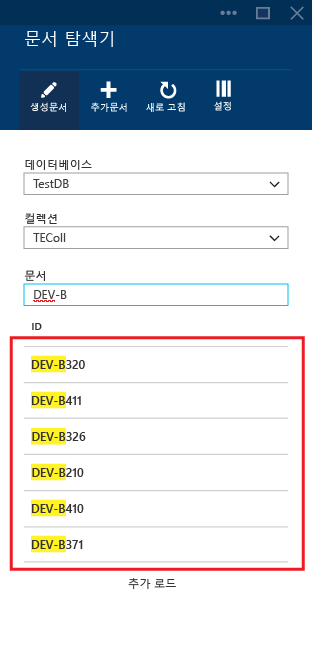 문서 탐색기
생성문서 추가문서 새로 고침 설정
데이터베이스
TestDB
컬렉션
TEColl
문서
DEV-B
ID
DEV-B320
DEV-B411
DEV-B326
DEV-B210
DEV-B410
DEV-B371
추가 로드